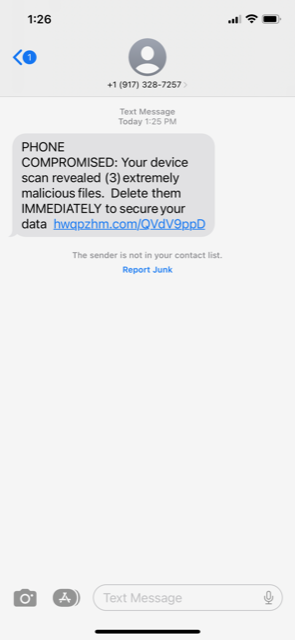 1:26
1
+1 (917) 328-7257 >
Text Message
Today 1:25 PM
PHONE
COMPROMISED: Your device
scan revealed (3) extremely
malicious files.  Delete them
IMMEDIATELY to secure your
data  hwqpzhm.com/QVdV9ppD
The sender is not in your contact list.
Report Junk
Text Message